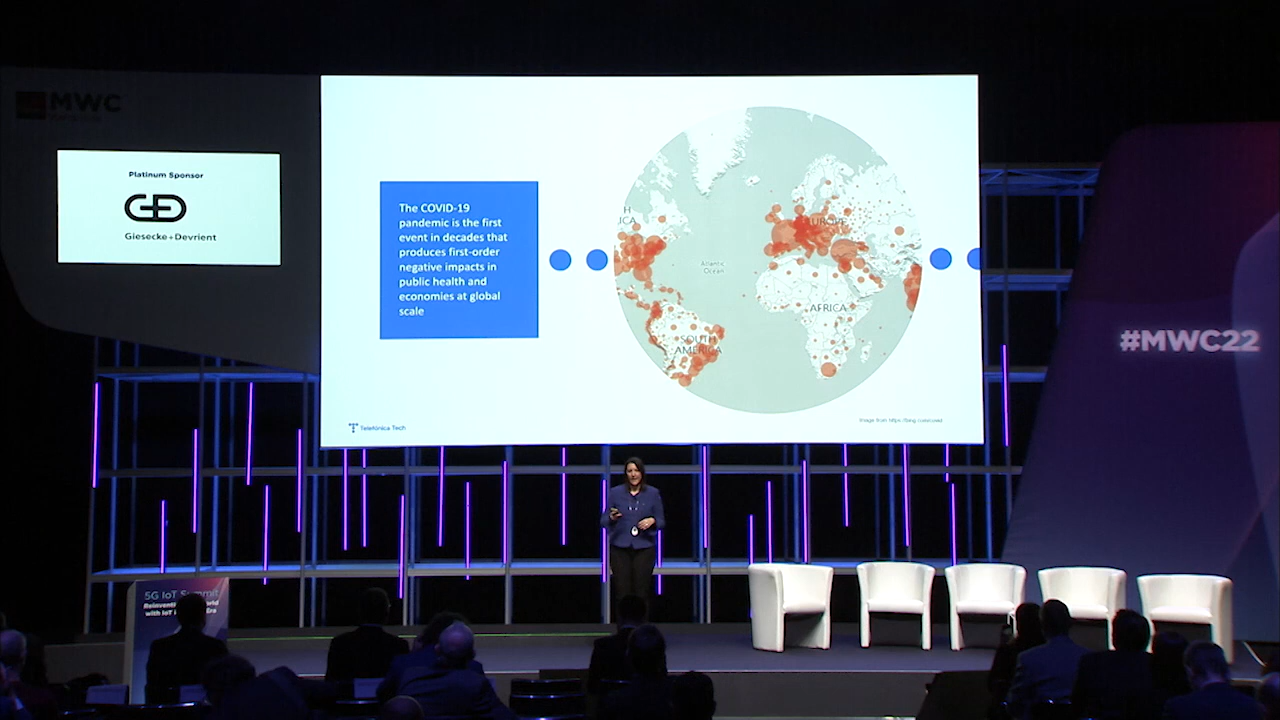 MWC
Platinum Sponsor
G+D
Giesecke+Devrient
The COVID-19
pandemic is the first
event in decades that
produces first-order
negative impacts in
public health and
economies at global
scale
H
ICA
EUROPE
Atlantic
Ocean
AFRICA
SOUTH
AMERICA
Telefónica Tech
#MWC22
5G IoT Summit